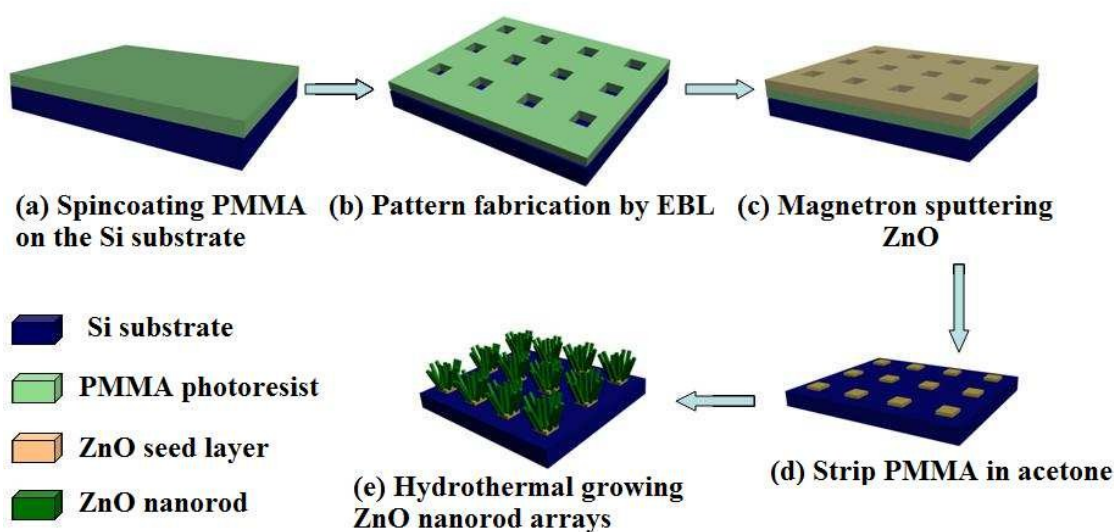 (a) Spincoating PMMA
on the Si substrate
(b) Pattern fabrication by EBL
(c) Magnetron sputtering
ZnO
Si substrate
PMMA photoresist
ZnO seed layer
ZnO nanorod
(e) Hydrothermal growing
ZnO nanorod arrays
(d) Strip PMMA in acetone